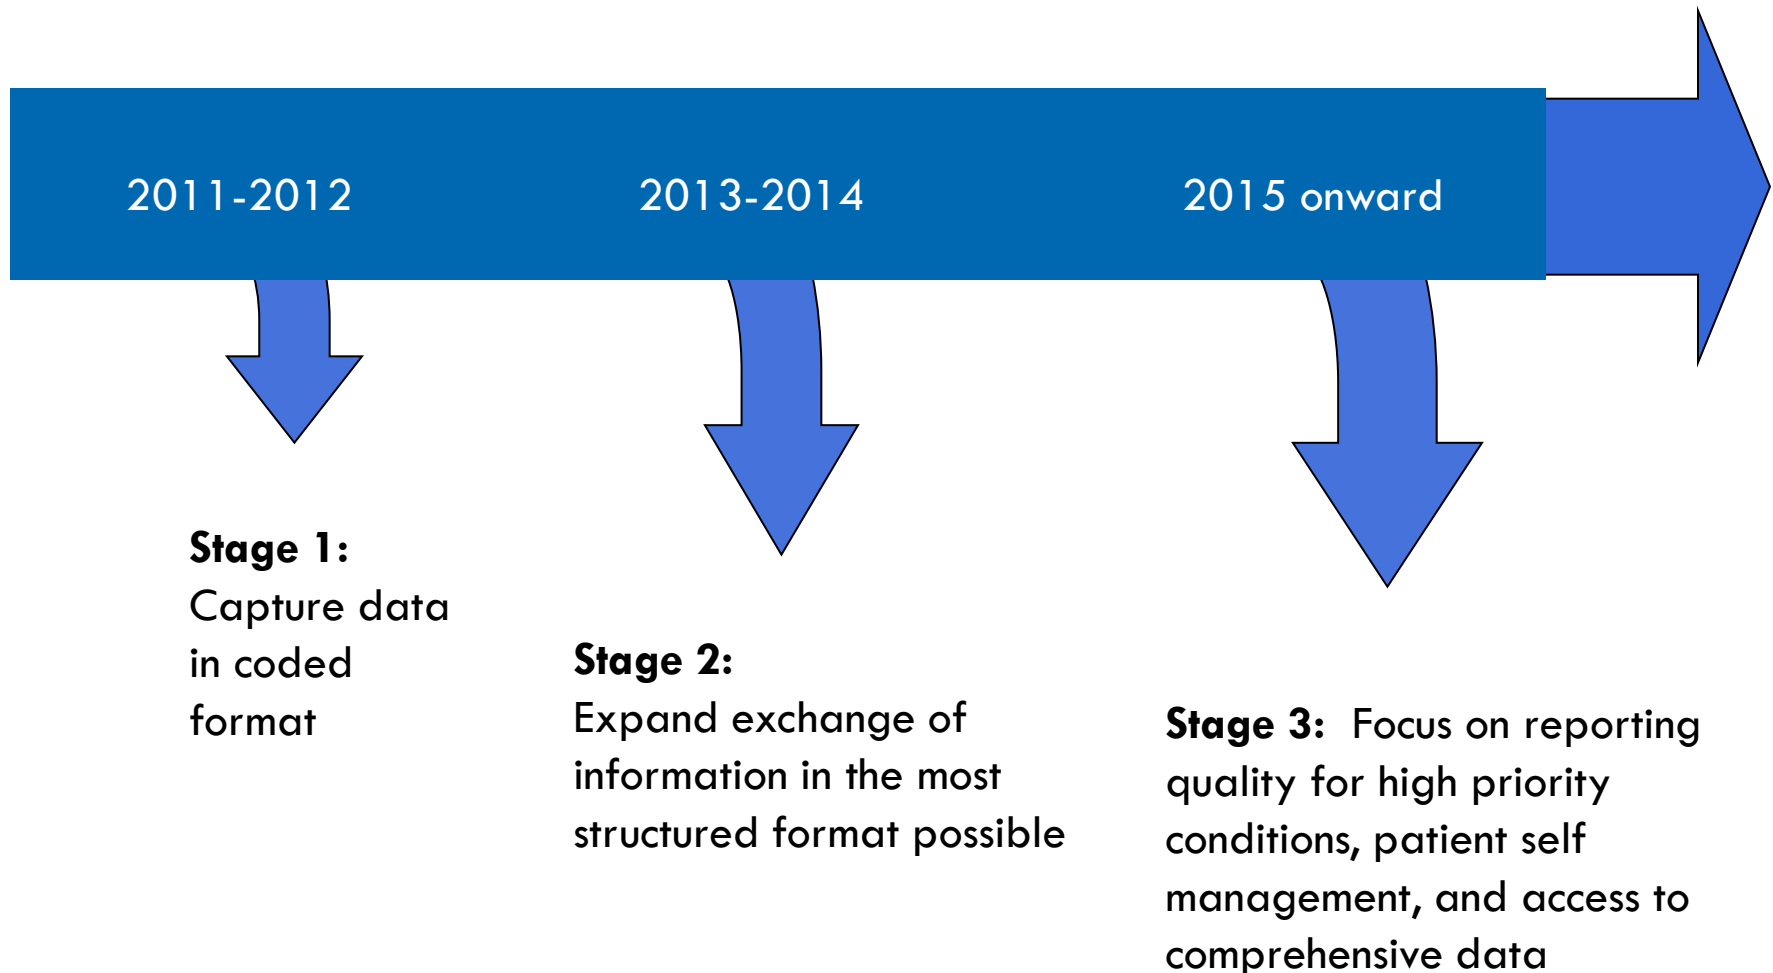 2011-2012
2013-2014
2015 onward
Stage 1:
Capture data
in coded
format
Stage 2:
Expand exchange of
information in the most
structured format possible
Stage 3: Focus on reporting
quality for high priority
conditions, patient self
management, and access to
comprehensive data